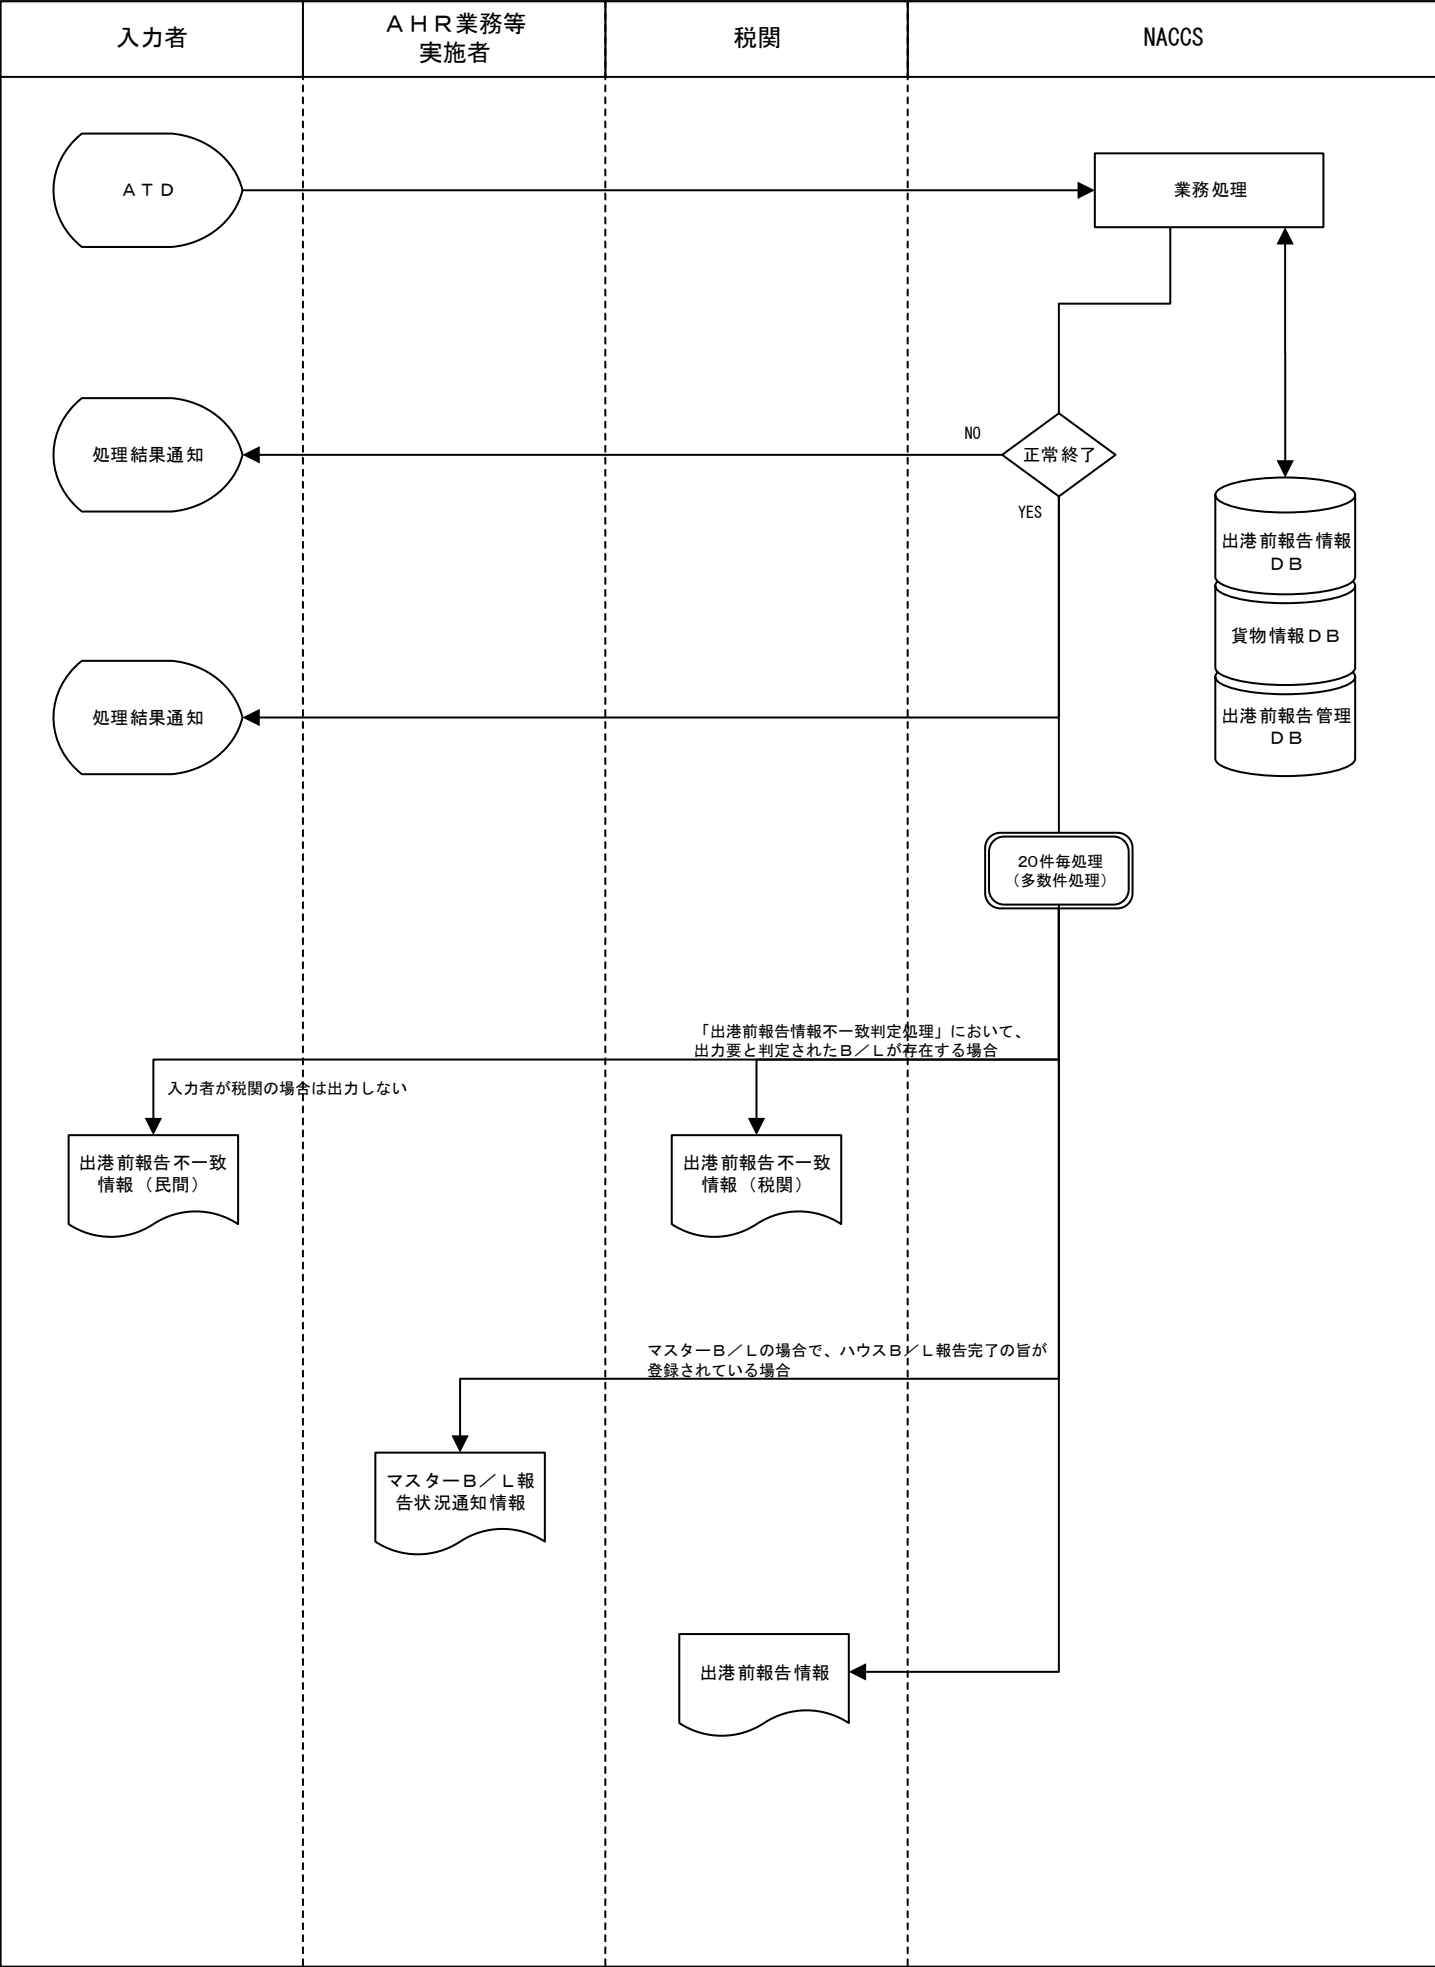 入力者
ＡＨＲ業務等
実施者
税関
NACCS
ＡＴＤ
業務処理
処理結果通知
NO
正常終了
YES
出港前報告情報
ＤＢ
貨物情報ＤＢ
処理結果通知
出港前報告管理
ＤＢ
20件毎処理
（多数件処理）
「出港前報告情報不一致判定処理」において、
出力要と判定されたＢ／Ｌが存在する場合
入力者が税関の場合は出力しない
出港前報告不一致
情報（民間）
出港前報告不一致
情報（税関）
マスターＢ／Ｌの場合で、ハウスＢ／Ｌ報告完了の旨が
登録されている場合
マスターＢ／Ｌ報
告状況通知情報
出港前報告情報